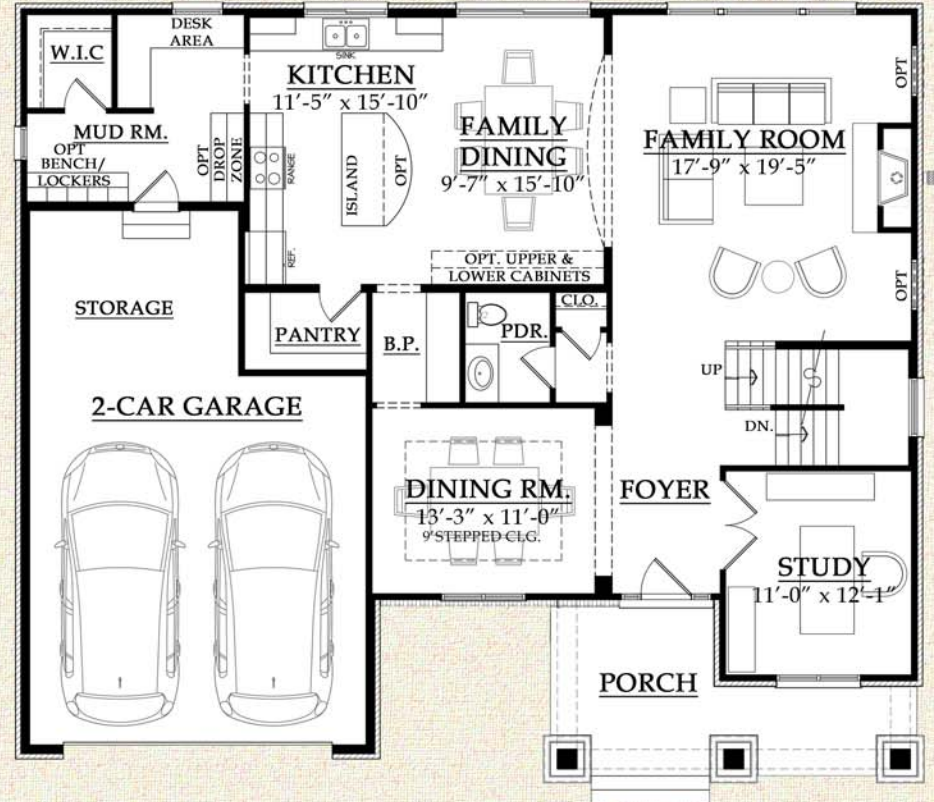 DESK
AREA
W.I.C
SINK
KITCHEN
11'-5" x 15'-10"
OPT
MUD RM.
OPT
BENCH/
LOCKERS
OPT
DROP
ZONE
RANGE
ISLAND
OPT
FAMILY
DINING
9'-7" x 15'-10"
FAMILY ROOM
17'-9" x 19'-5"
REF.
OPT. UPPER &
LOWER CABINETS
OPT
STORAGE
PANTRY
B.P.
PDR.
CLO.
UP
DN.
2-CAR GARAGE
DINING RM.
13'-3" x 11'-0"
9' STEPPED CLG.
FOYER
STUDY
11'-0" x 12'-1"
PORCH